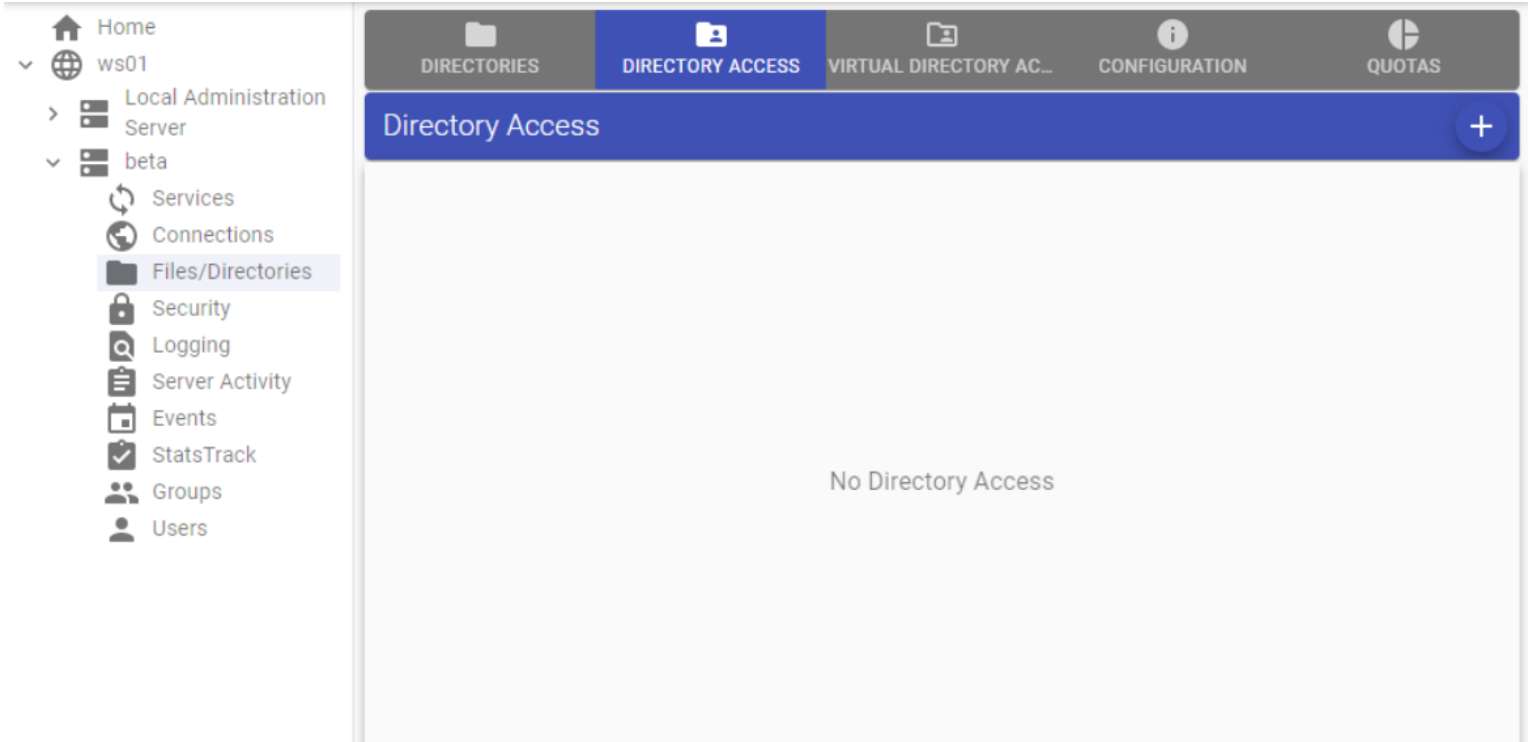 Home
ws01
Local Administration
Server
beta
Services
Connections
Files/Directories
Security
Logging
Server Activity
Events
StatsTrack
Groups
Users
DIRECTORIES
DIRECTORY ACCESS
VIRTUAL DIRECTORY AC...
CONFIGURATION
QUOTAS
Directory Access
No Directory Access